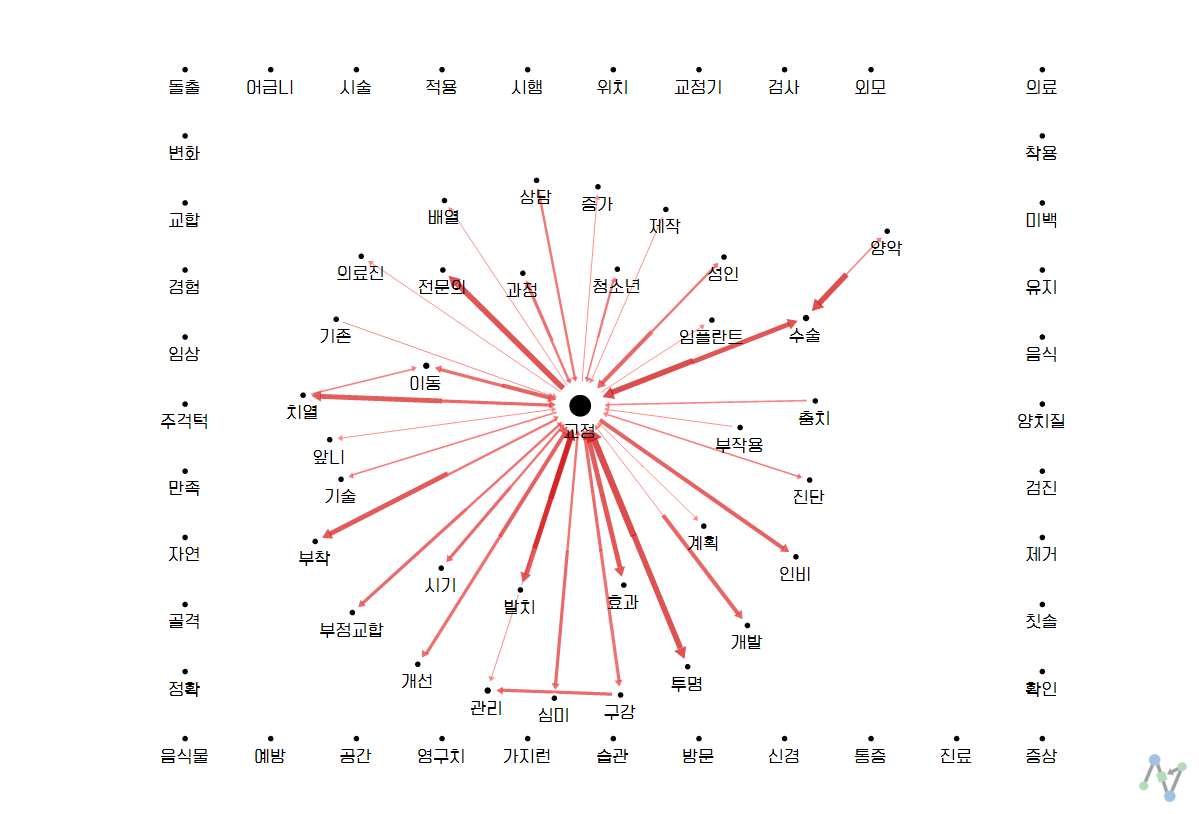 돌출 어금니 시술 적용 시행 위치 교정기 검사 외모 의료
변화 착용
상담 증가
교합 배열 제작 미백
양악
의료진 전문의 과정 청소년 성인
경험 유지
기존 임플란트 수술
임상 음식
이동
치열 춤치
주걱턱 교정 양치질
앞니 부작용
만족 기술 진단 검진
자연 부착 계획 인비 제거
시기
발치 효과
골격 부정교합 개발 칫솔
정확 개선 투명 확인
관리 심미 구강
음식물 예방 공간 영구치 가지런 습관 방문 신경 통증 진료 증상